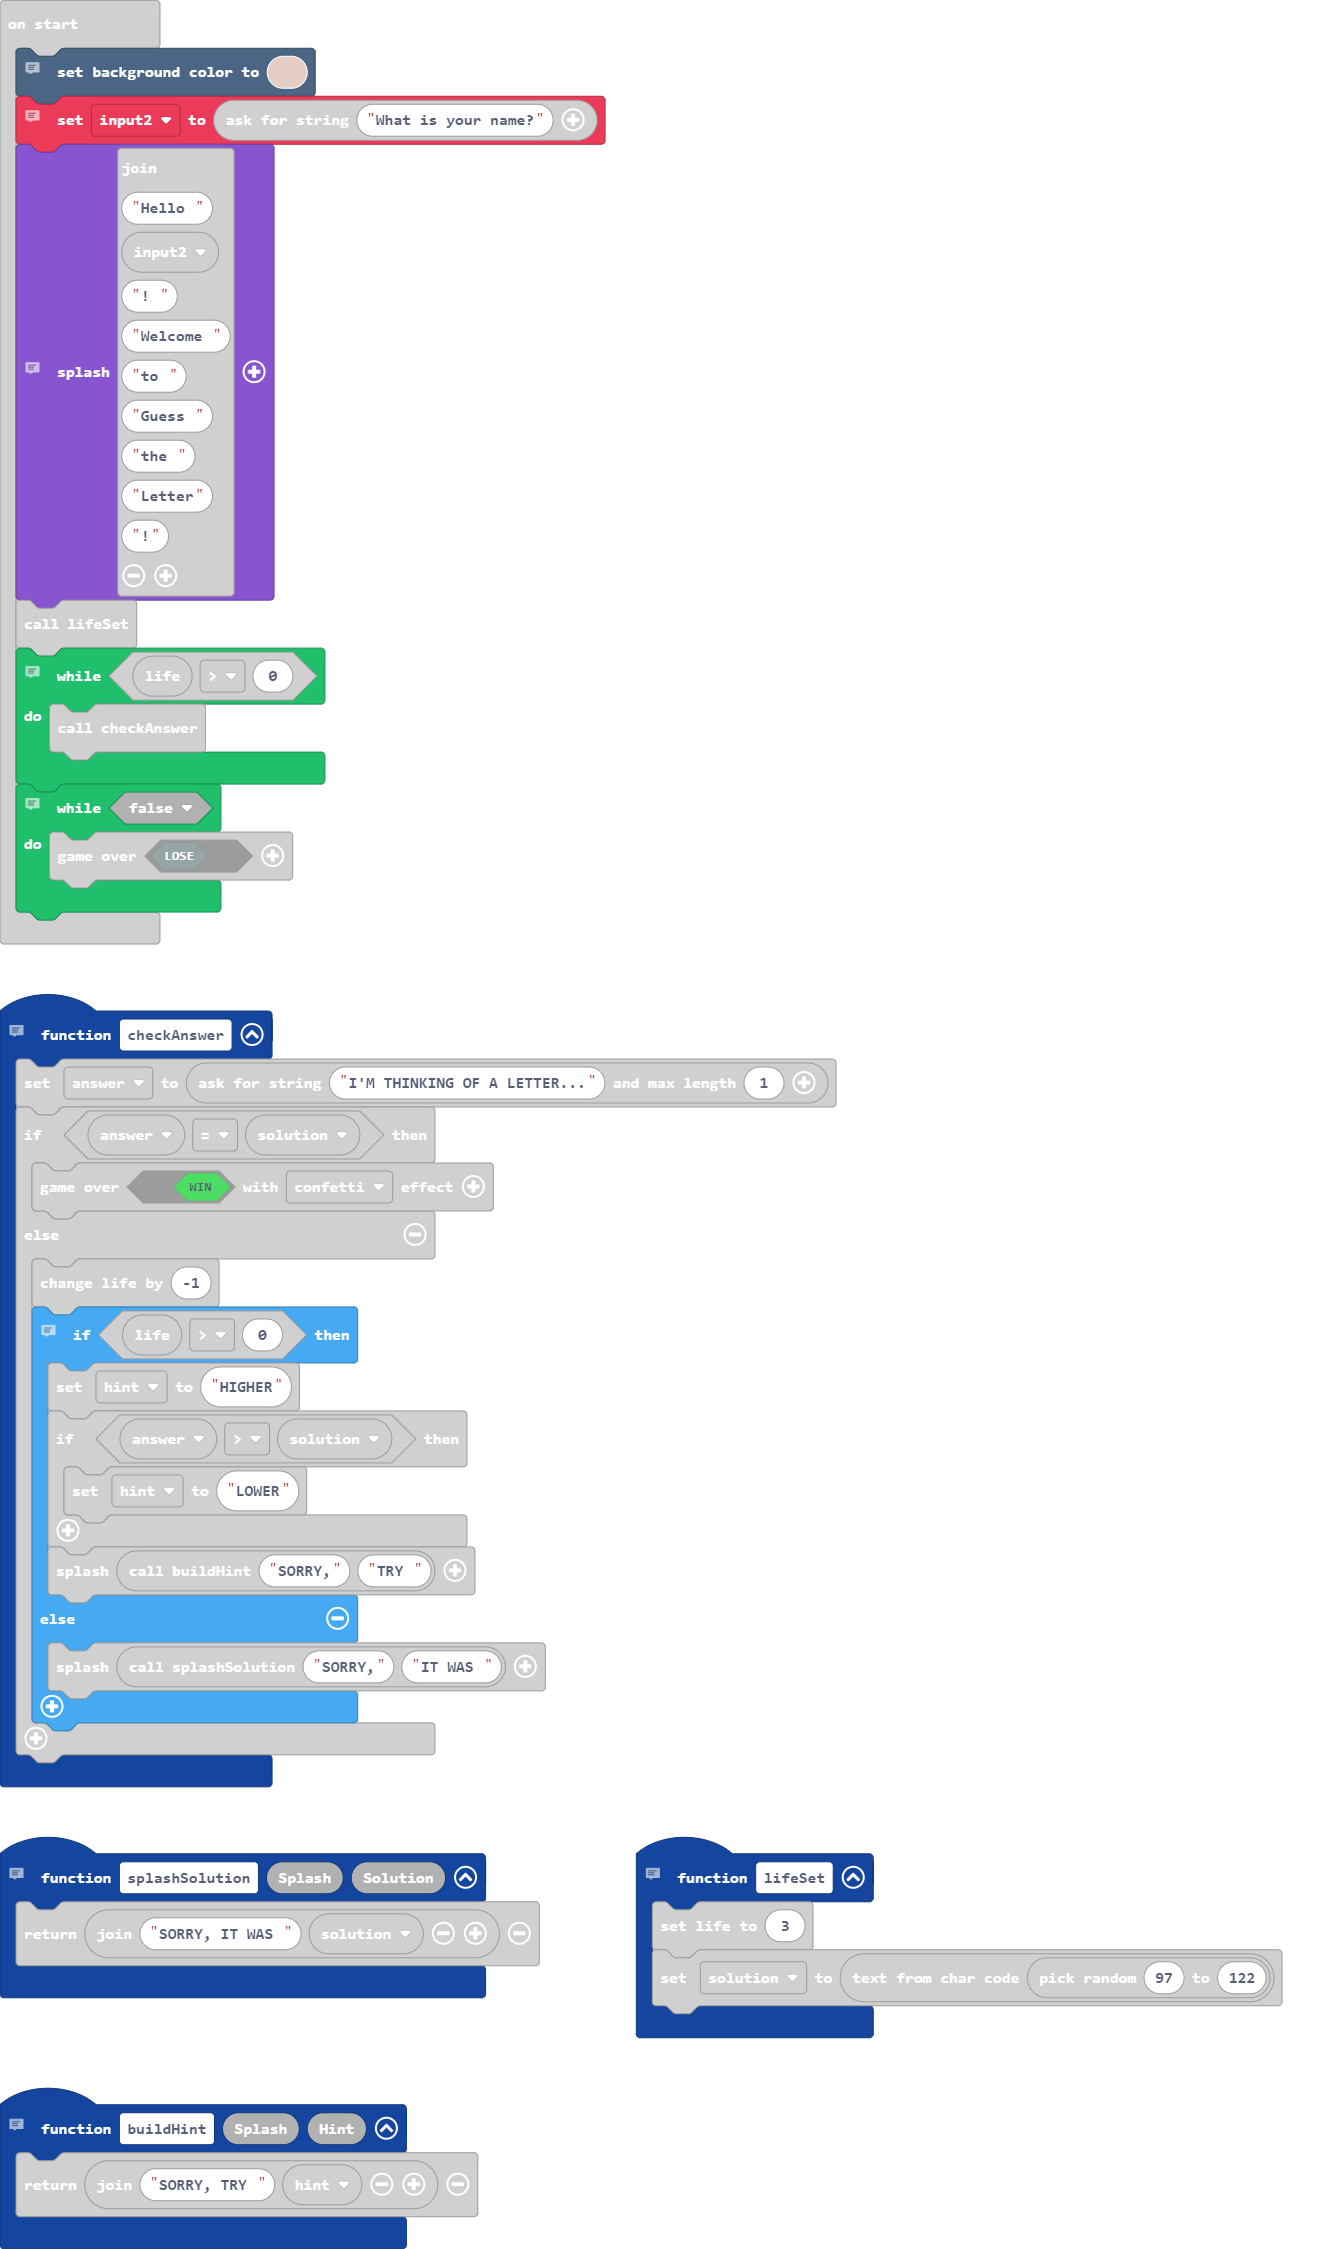 on start
set background color to
set input2 to ask for string "What is your name?"
join
"Hello "
input2
"! "
"Welcome "
"to "
splash
"Guess "
"the "
"Letter"
"!"
call lifeSet
while life > 0
do
call checkAnswer
while false
do
game over LOSE
function checkAnswer
set answer to ask for string "I'M THINKING OF A LETTER..." and max length 1
if answer = solution then
game over WIN with confetti effect
else
change life by -1
if life > 0 then
set hint to "HIGHER"
if answer > solution then
set hint to "LOWER"
splash call buildHint "SORRY," "TRY "
else
splash call splashSolution "SORRY," "IT WAS "
function splashSolution Splash Solution
return join "SORRY, IT WAS " solution
function lifeSet
set life to 3
set solution to text from char code pick random 97 to 122
function buildHint Splash Hint
return join "SORRY, TRY " hint